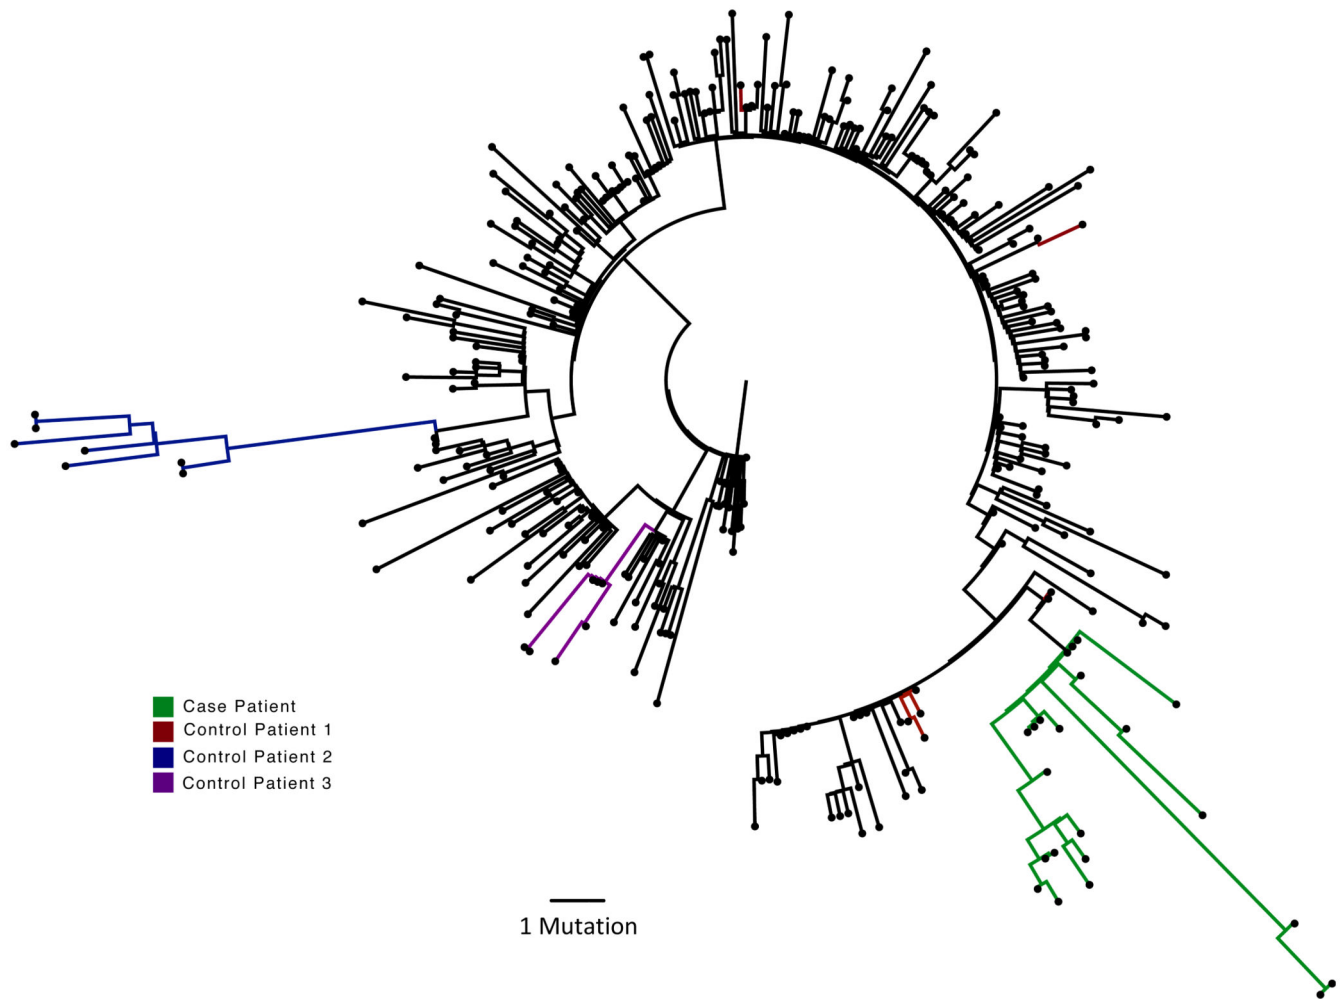 Case Patient
Control Patient 1
Control Patient 2
Control Patient 3
1 Mutation